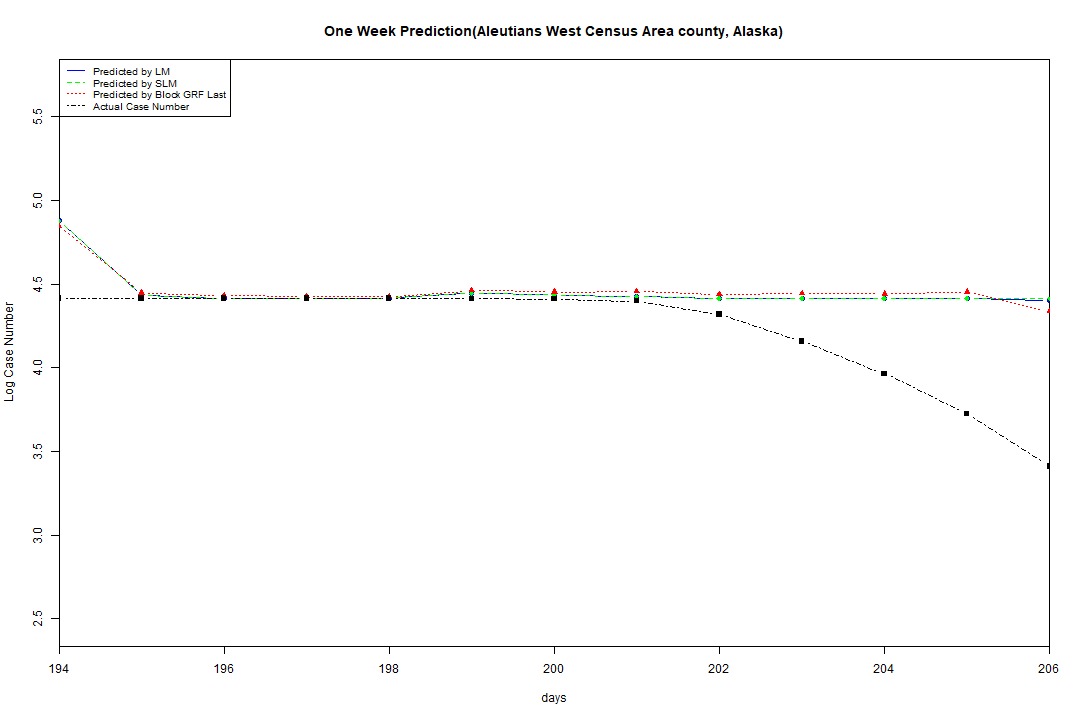 One Week Prediction(Aleutians West Census Area county, Alaska)
Predicted by LM
Predicted by SLM
Predicted by Block GRF Last
Actual Case Number
5.5
5.0
4.5
4.0
3.5
3.0
2.5
Log Case Number
194 196 198 200 202 204 206
days